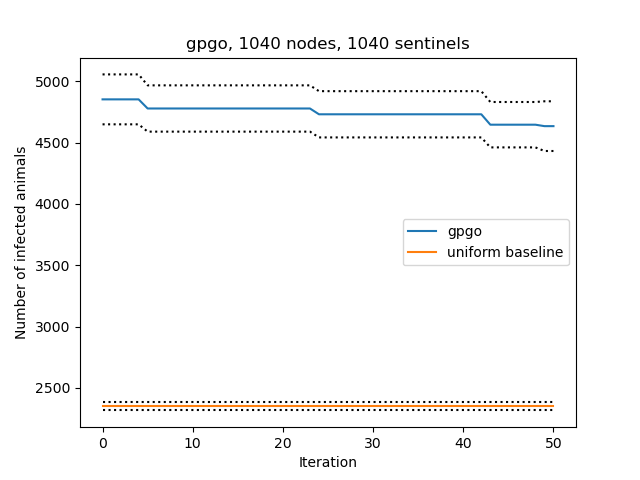 gpgo, 1040 nodes, 1040 sentinels
5000
4500
4000
3500
3000
2500
Number of infected animals
gpgo
uniform baseline
0 10 20 30 40 50
Iteration